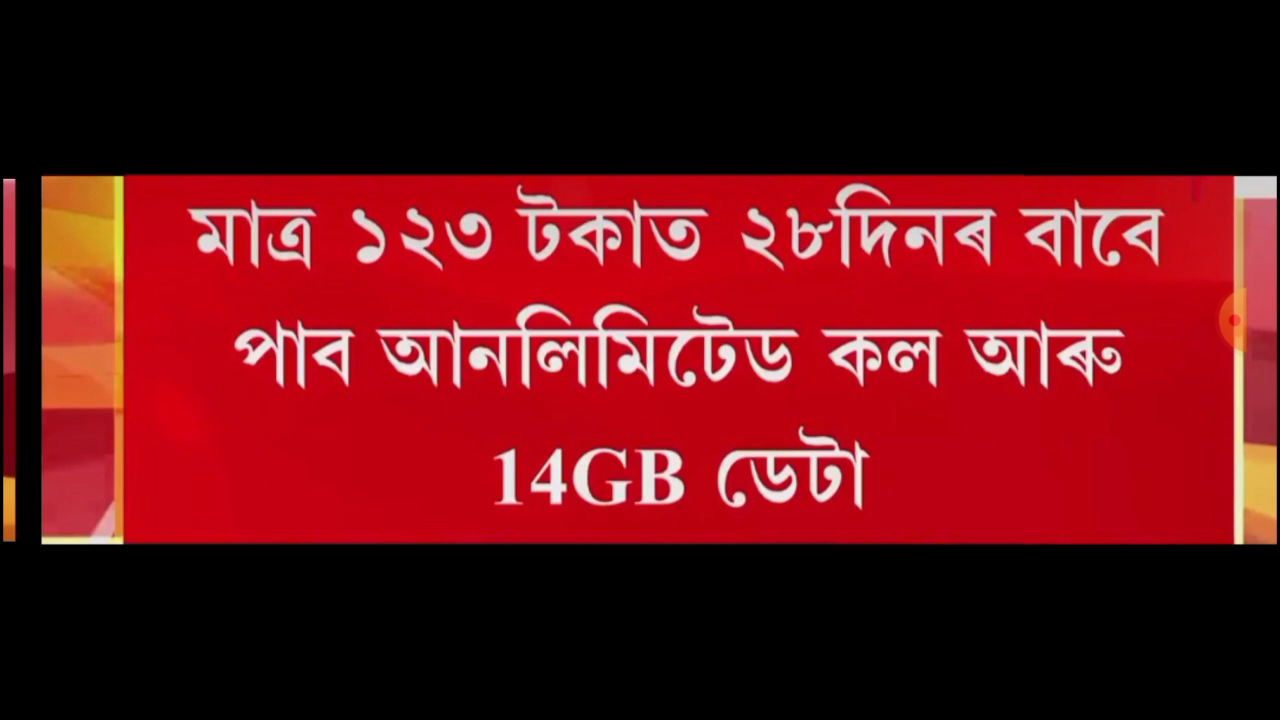 মাত্ৰ ১২৩ টকাত ২৮দিনৰ বাবে
পাব আনলিমিটেড কল আৰু
14GB ডেটা